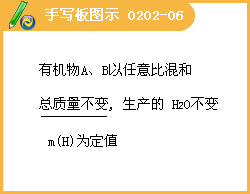 手写板图示 0202-06
有机物A、B以任意比混和
总质量不变，生产的 H2O不变
m(H)为定值